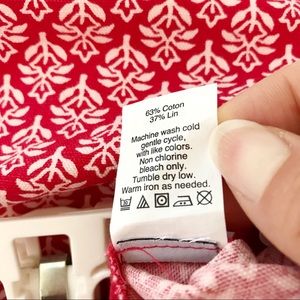 63% Coton
37% Lin
Machine wash cold
gentle cycle,
with like colors.
Non chlorine
bleach only.
Tumble dry low.
Warm iron as needed.